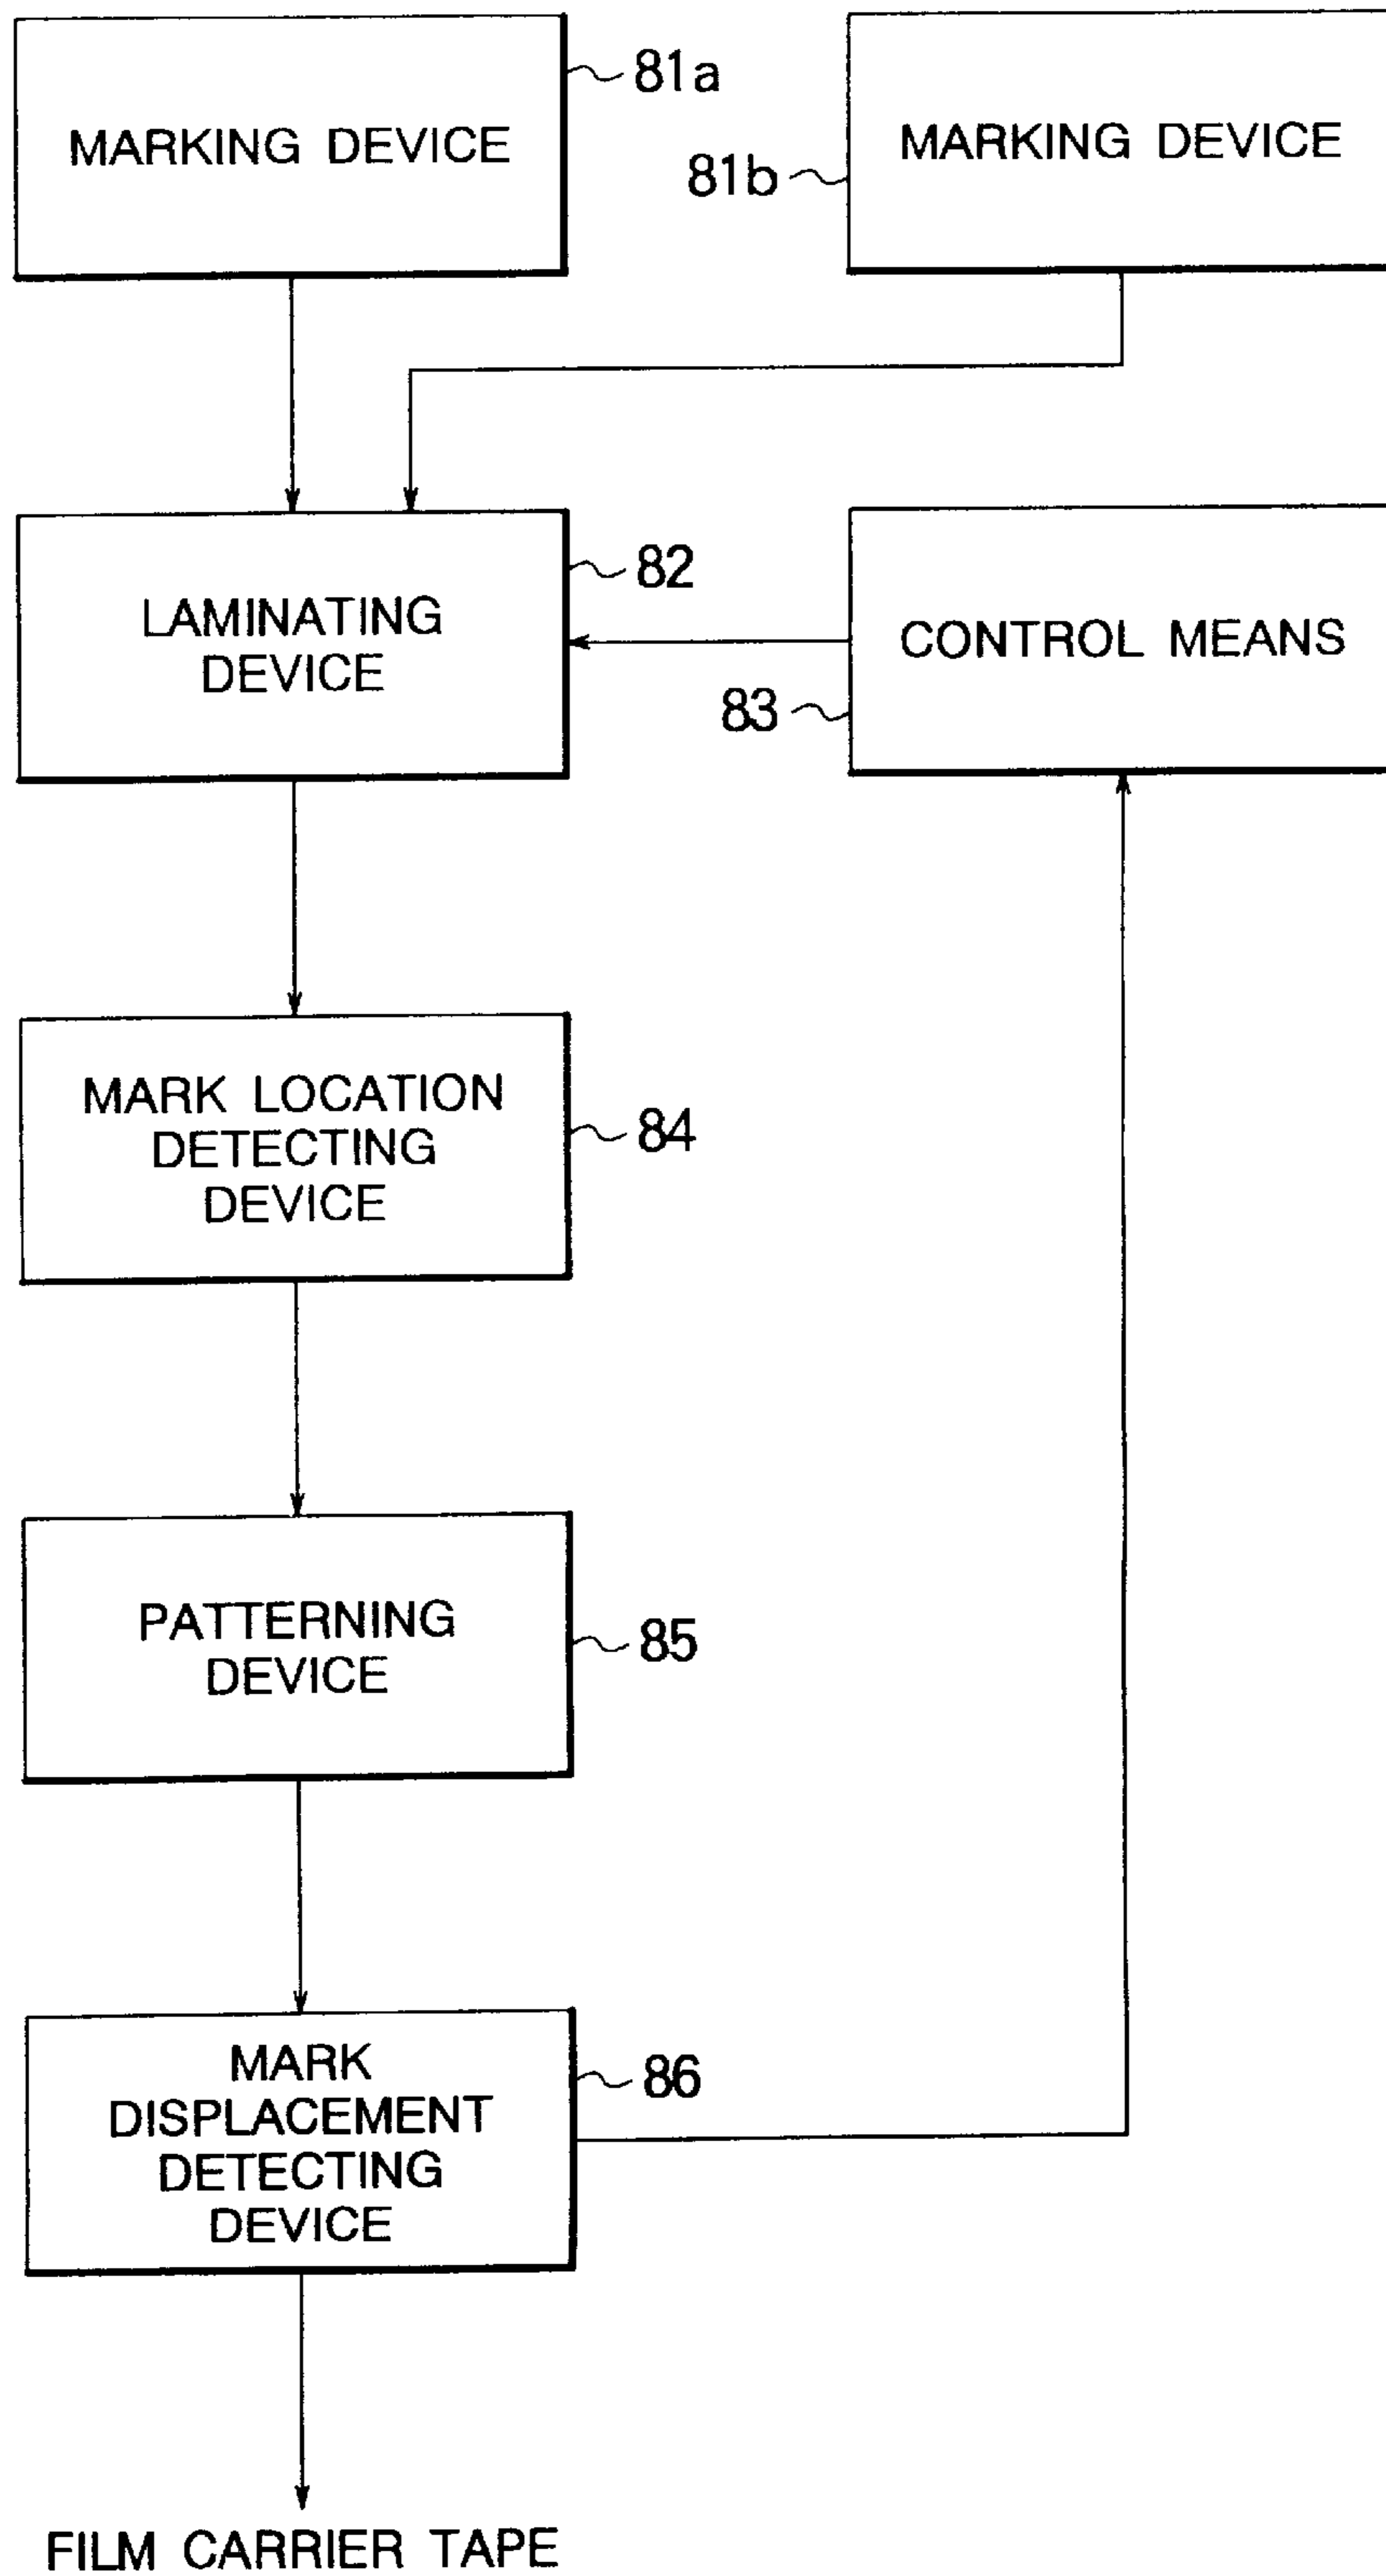 81a
MARKING DEVICE
MARKING DEVICE
81b
82
LAMINATING
DEVICE
CONTROL MEANS
83
MARK LOCATION
DETECTING
DEVICE
84
PATTERNING
DEVICE
85
MARK
DISPLACEMENT
DETECTING
DEVICE
86
FILM CARRIER TAPE